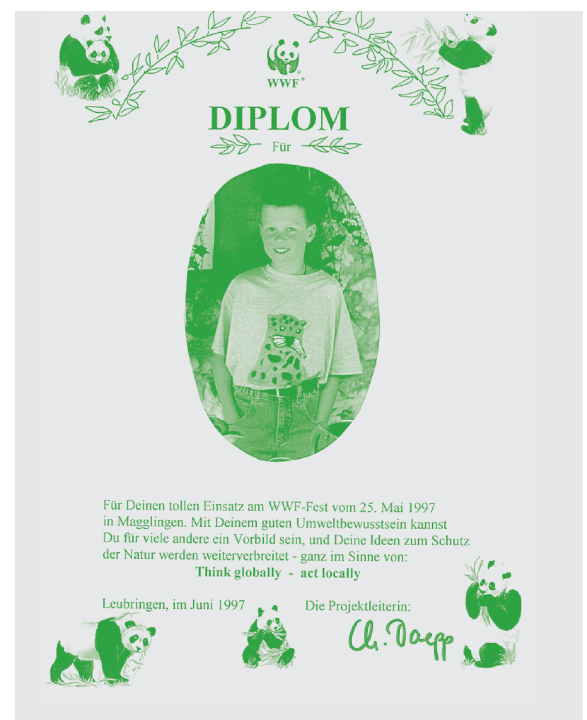 WWF®
DIPLOM
Für
Für Deinen tollen Einsatz am WWF-Fest vom 25. Mai 1997
in Magglingen. Mit Deinem guten Umweltbewusstsein kannst
Du für viele andere ein Vorbild sein, und Deine Ideen zum Schutz
der Natur werden weiterverbreitet - ganz im Sinne von:
Think globally - act locally
Leubringen, im Juni 1997 Die Projektleiterin:
Ch. Daepp